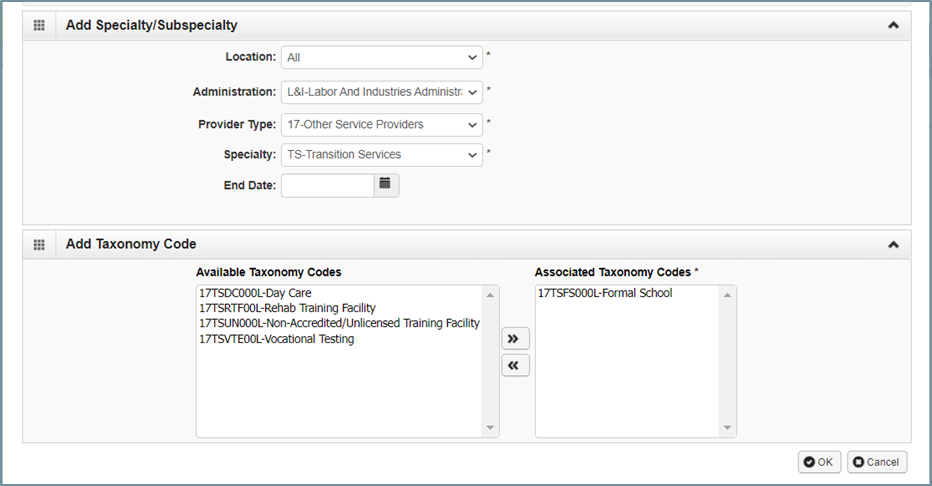 Add Specialty/Subspecialty
Location: All *
Administration: L&I-Labor And Industries Administra *
Provider Type: 17-Other Service Providers *
Specialty: TS-Transition Services *
End Date:
Add Taxonomy Code
Available Taxonomy Codes Associated Taxonomy Codes *
17TSDC000L-Day Care 17TSFS000L-Formal School
17TSRTF00L-Rehab Training Facility
17TSUN000L-Non-Accredited/Unlicensed Training Facility
17TSVTE00L-Vocational Testing
OK Cancel